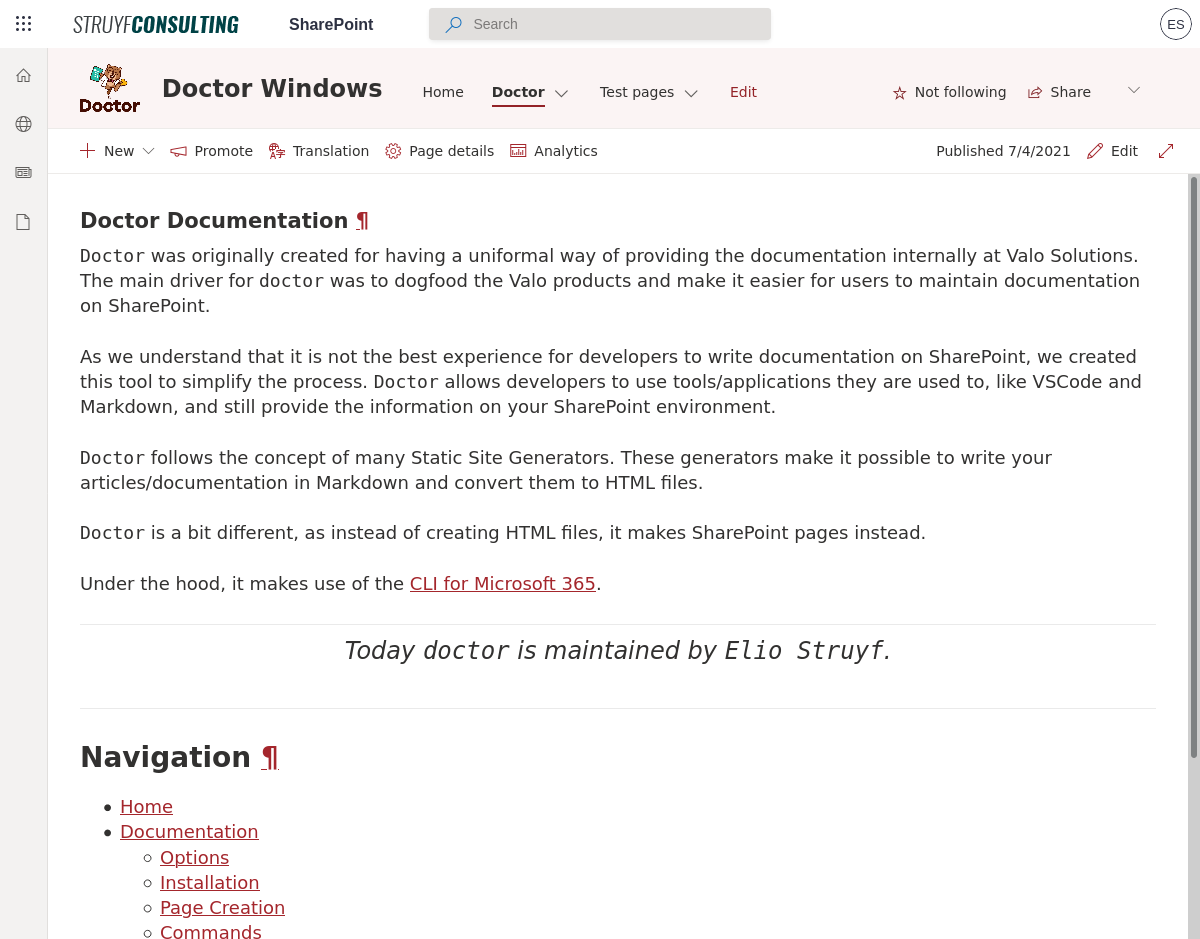 STRUYFCONSULTING SharePoint Search ES
Doctor
Doctor Windows Home Doctor Test pages Edit Not following Share
New Promote Translation Page details Analytics Published 7/4/2021 Edit
Doctor Documentation ¶
Doctor was originally created for having a uniformal way of providing the documentation internally at Valo Solutions.
The main driver for doctor was to dogfood the Valo products and make it easier for users to maintain documentation
on SharePoint.
As we understand that it is not the best experience for developers to write documentation on SharePoint, we created
this tool to simplify the process. Doctor allows developers to use tools/applications they are used to, like VSCode and
Markdown, and still provide the information on your SharePoint environment.
Doctor follows the concept of many Static Site Generators. These generators make it possible to write your
articles/documentation in Markdown and convert them to HTML files.
Doctor is a bit different, as instead of creating HTML files, it makes SharePoint pages instead.
Under the hood, it makes use of the CLI for Microsoft 365.
Today doctor is maintained by Elio Struyf.
Navigation ¶
Home
Documentation
Options
Installation
Page Creation
Commands